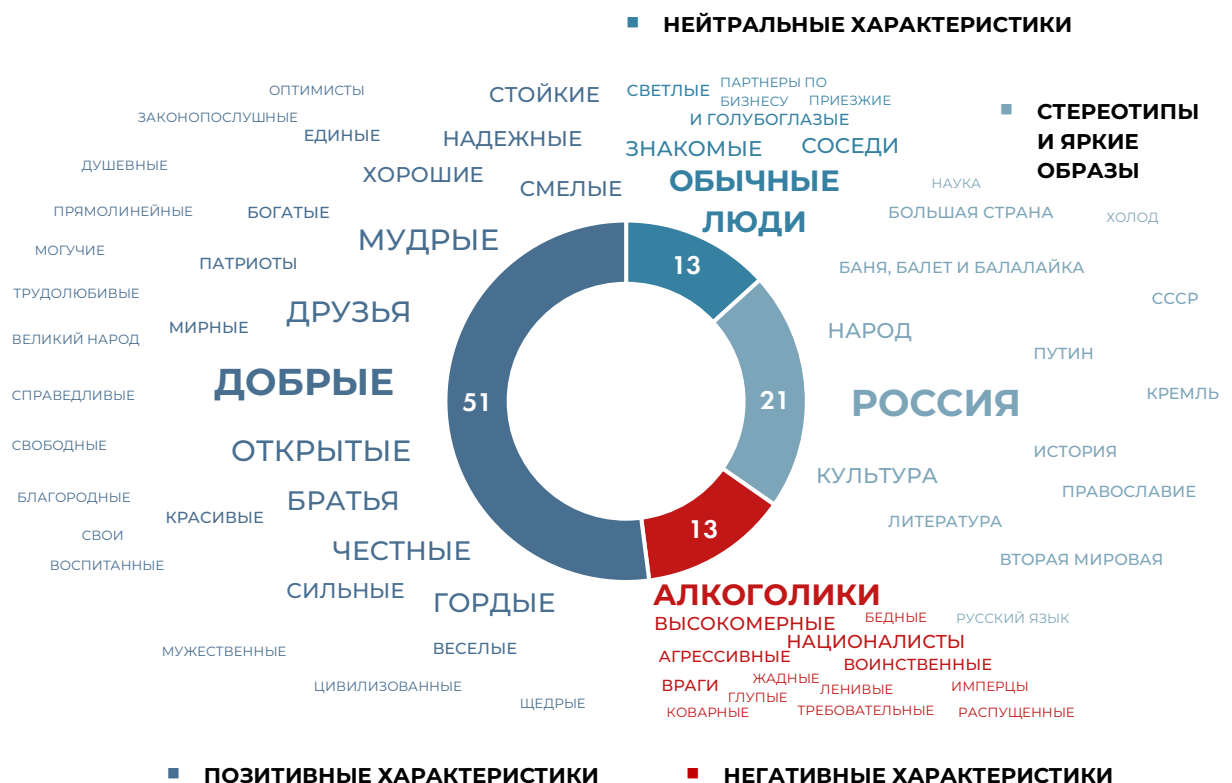 НЕЙТРАЛЬНЫЕ ХАРАКТЕРИСТИКИ
СТЕРЕОТИПЫ
И ЯРКИЕ
ОБРАЗЫ
ОПТИМИСТЫ
СТОЙКИЕ
ЗАКОНОПОСЛУШНЫЕ
ЕДИНЫЕ
НАДЕЖНЫЕ
ДУШЕВНЫЕ
ХОРОШИЕ
СМЕЛЫЕ
ПРЯМОЛИНЕЙНЫЕ
БОГАТЫЕ
МУДРЫЕ
МОГУЧИЕ
ПАТРИОТЫ
ТРУДОЛЮБИВЫЕ
ДРУЗЬЯ
МИРНЫЕ
ВЕЛИКИЙ НАРОД
ДОБРЫЕ
СПРАВЕДЛИВЫЕ
СВОБОДНЫЕ
ОТКРЫТЫЕ
БЛАГОРОДНЫЕ
БРАТЬЯ
КРАСИВЫЕ
СВОИ
ЧЕСТНЫЕ
ВОСПИТАННЫЕ
СИЛЬНЫЕ
ГОРДЫЕ
МУЖЕСТВЕННЫЕ
ВЕСЕЛЫЕ
ЦИВИЛИЗОВАННЫЕ
ЩЕДРЫЕ
СВЕТЛЫЕ
И ГОЛУБОГЛАЗЫЕ
ПАРТНЕРЫ ПО
БИЗНЕСУ
ПРИЕЗЖИЕ
ЗНАКОМЫЕ
СОСЕДИ
ОБЫЧНЫЕ
ЛЮДИ
13
21
13
51
НАУКА
БОЛЬШАЯ СТРАНА
ХОЛОД
БАНЯ, БАЛЕТ И БАЛАЛАЙКА
СССР
НАРОД
ПУТИН
КРЕМЛЬ
РОССИЯ
ИСТОРИЯ
КУЛЬТУРА
ПРАВОСЛАВИЕ
ЛИТЕРАТУРА
ВТОРАЯ МИРОВАЯ
РУССКИЙ ЯЗЫК
АЛКОГОЛИКИ
ВЫСОКОМЕРНЫЕ
БЕДНЫЕ
НАЦИОНАЛИСТЫ
АГРЕССИВНЫЕ
ВОИНСТВЕННЫЕ
ВРАГИ
ЖАДНЫЕ
ГЛУПЫЕ
ЛЕНИВЫЕ
ИМПЕРЦЫ
КОВАРНЫЕ
ТРЕБОВАТЕЛЬНЫЕ
РАСПУЩЕННЫЕ
ПОЗИТИВНЫЕ ХАРАКТЕРИСТИКИ
НЕГАТИВНЫЕ ХАРАКТЕРИСТИКИ